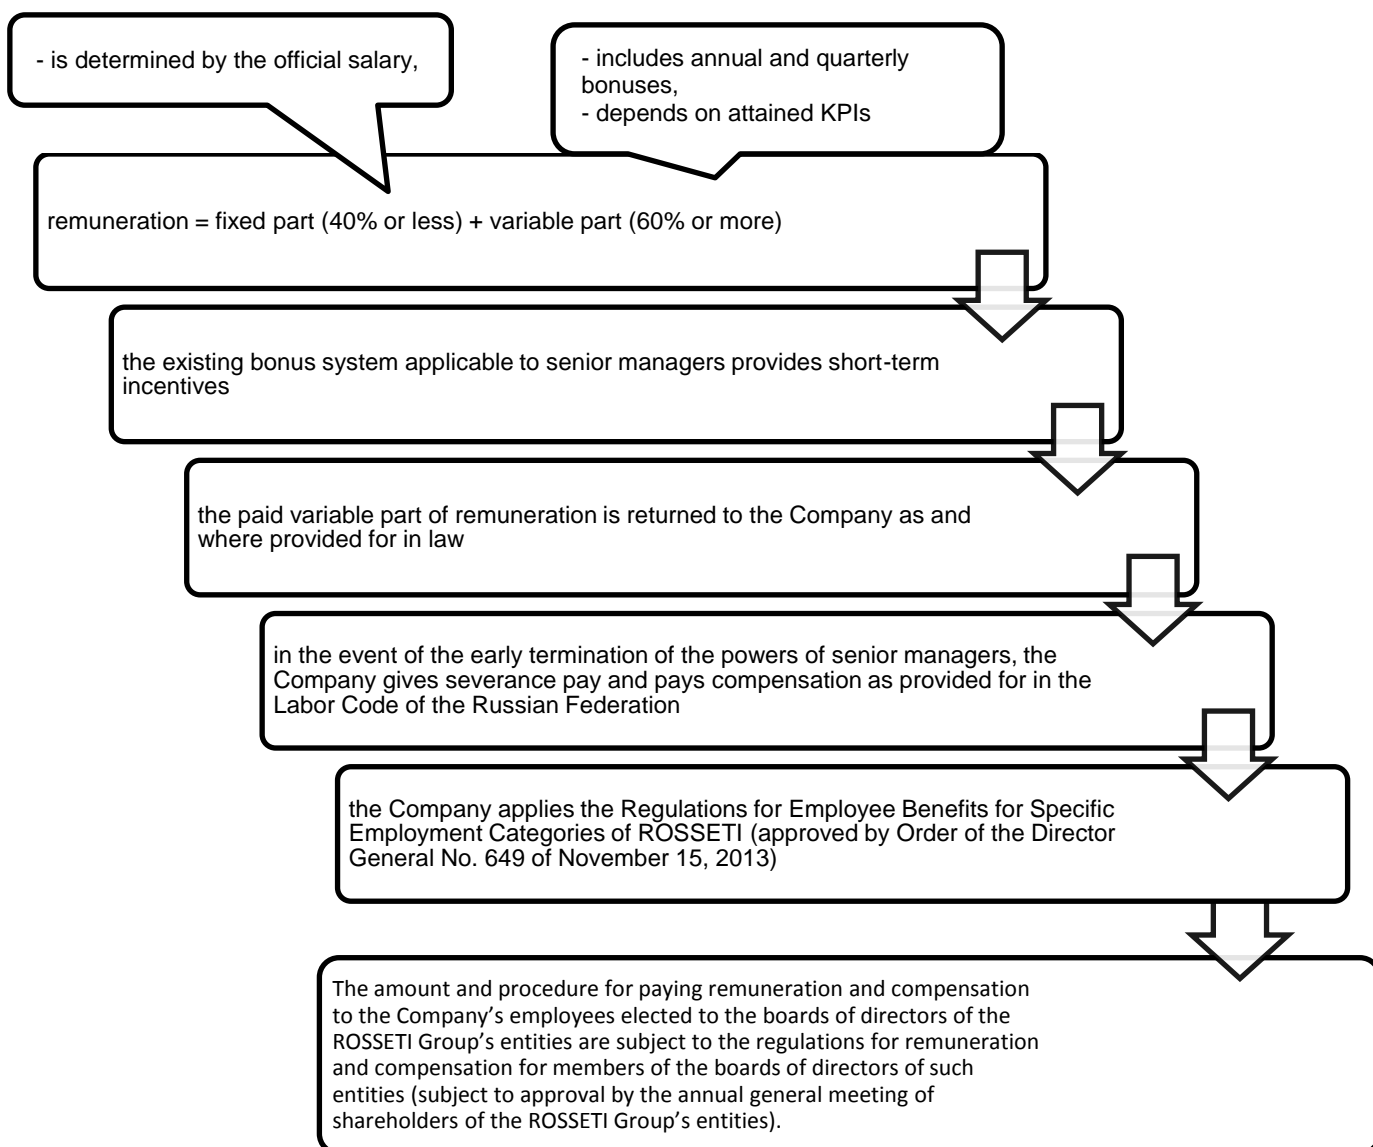 - is determined by the official salary,
- includes annual and quarterly
bonuses,
- depends on attained KPIs
remuneration = fixed part (40% or less) + variable part (60% or more)
the existing bonus system applicable to senior managers provides short-term
incentives
the paid variable part of remuneration is returned to the Company as and
where provided for in law
in the event of the early termination of the powers of senior managers, the
Company gives severance pay and pays compensation as provided for in the
Labor Code of the Russian Federation
the Company applies the Regulations for Employee Benefits for Specific
Employment Categories of ROSSETI (approved by Order of the Director
General No. 649 of November 15, 2013)
The amount and procedure for paying remuneration and compensation
to the Company’s employees elected to the boards of directors of the
ROSSETI Group’s entities are subject to the regulations for remuneration
and compensation for members of the boards of directors of such
entities (subject to approval by the annual general meeting of
shareholders of the ROSSETI Group’s entities).